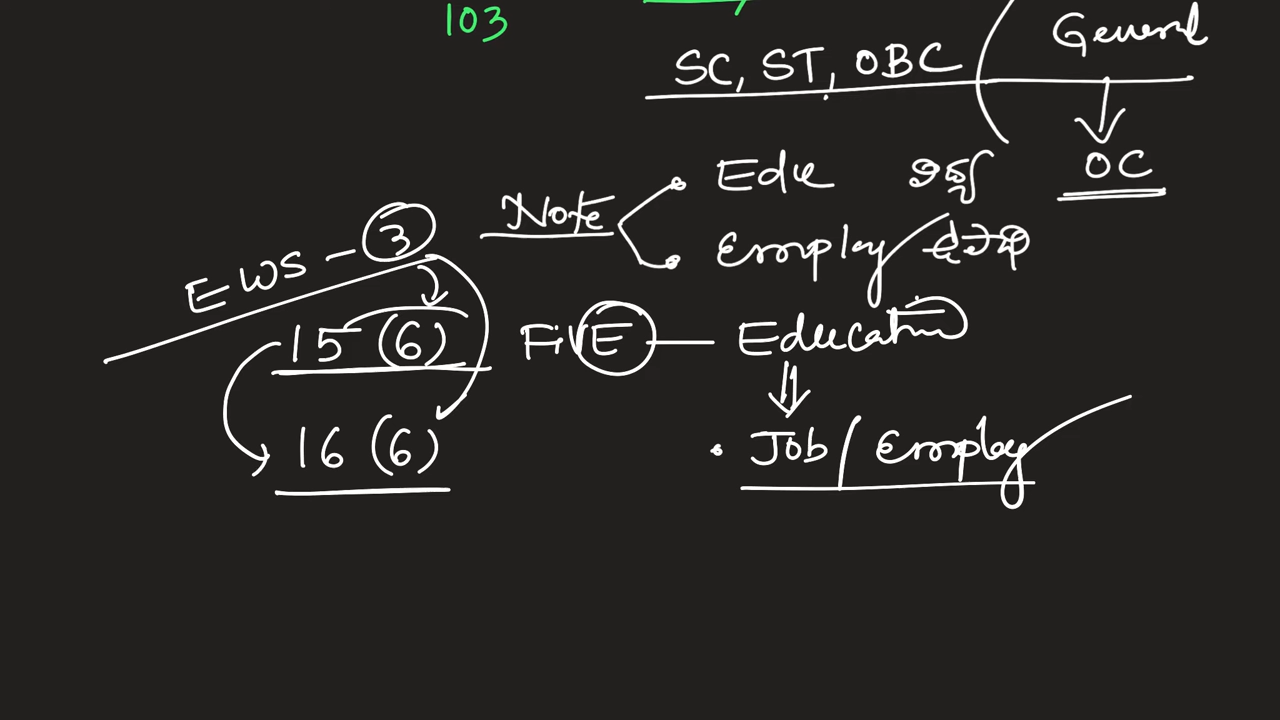 103
SC, ST, OBC
General
OC
Note
Edu ವಿದ್ಯ
Employ ಉದ್ಯೋ
EWS - 3
15 (6) FiVE — Education
16 (6) Job / Employ